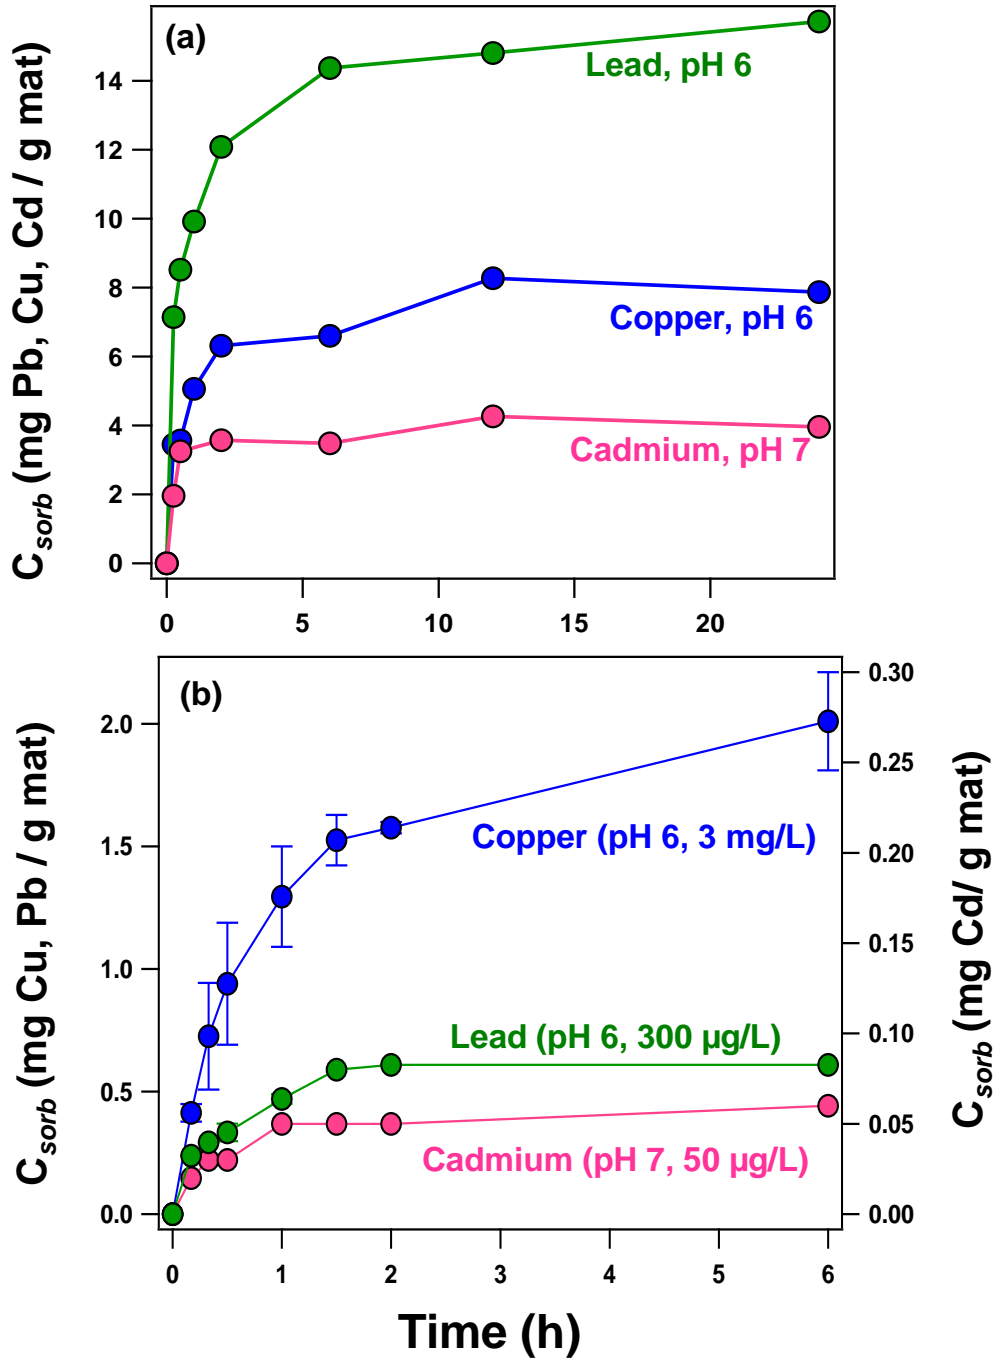 (a)
C sorb (mg Pb, Cu, Cd / g mat)
14
12
10
8
6
4
2
0
Lead, pH 6
Copper, pH 6
Cadmium, pH 7
0 5 10 15 20
(b)
C sorb (mg Cu, Pb / g mat)
2.0
1.5
1.0
0.5
0.0
Copper (pH 6, 3 mg/L)
Lead (pH 6, 300 µg/L)
Cadmium (pH 7, 50 µg/L)
0.30
0.25
0.20
0.15
0.10
0.05
0.00
C sorb (mg Cd/ g mat)
0 1 2 3 4 5 6
Time (h)